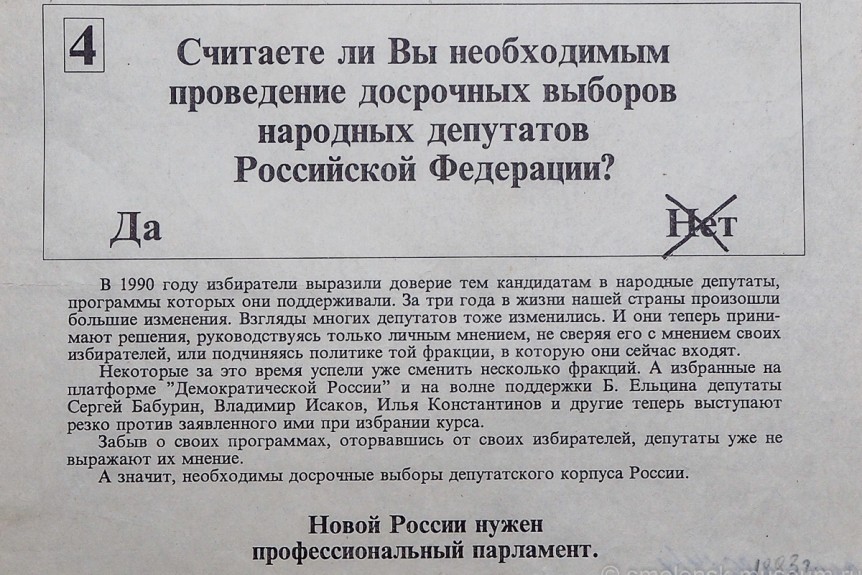 4
Считаете ли Вы необходимым
проведение досрочных выборов
народных депутатов
Российской Федерации?
Да Нет
В 1990 году избиратели выразили доверие тем кандидатам в народные депутаты,
программы которых они поддерживали. За три года в жизни нашей страны произошли
большие изменения. Взгляды многих депутатов тоже изменились. И они теперь прини-
мают решения, руководствуясь только личным мнением, не сверяя его с мнением своих
избирателей, или подчиняясь политике той фракции, в которую они сейчас входят.
Некоторые за это время успели уже сменить несколько фракций. А избранные на
платформе "Демократической России" и на волне поддержки Б. Ельцина депутаты
Сергей Бабурин, Владимир Исаков, Илья Константинов и другие теперь выступают
резко против заявленного ими при избрании курса.
Забыв о своих программах, оторвавшись от своих избирателей, депутаты уже не
выражают их мнение.
А значит, необходимы досрочные выборы депутатского корпуса России.
Новой России нужен
профессиональный парламент.